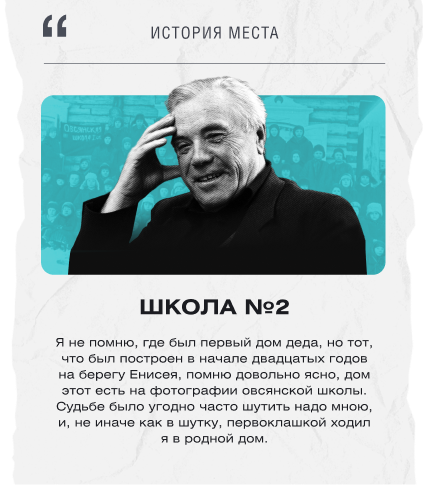 “
ИСТОРИЯ МЕСТА
ШКОЛА №2
Я не помню, где был первый дом деда, но тот,
что был построен в начале двадцатых годов
на берегу Енисея, помню довольно ясно, дом
этот есть на фотографии овсянской школы.
Судьбе было угодно часто шутить надо мною,
и, не иначе как в шутку, первоклашкой ходил
я в родной дом.